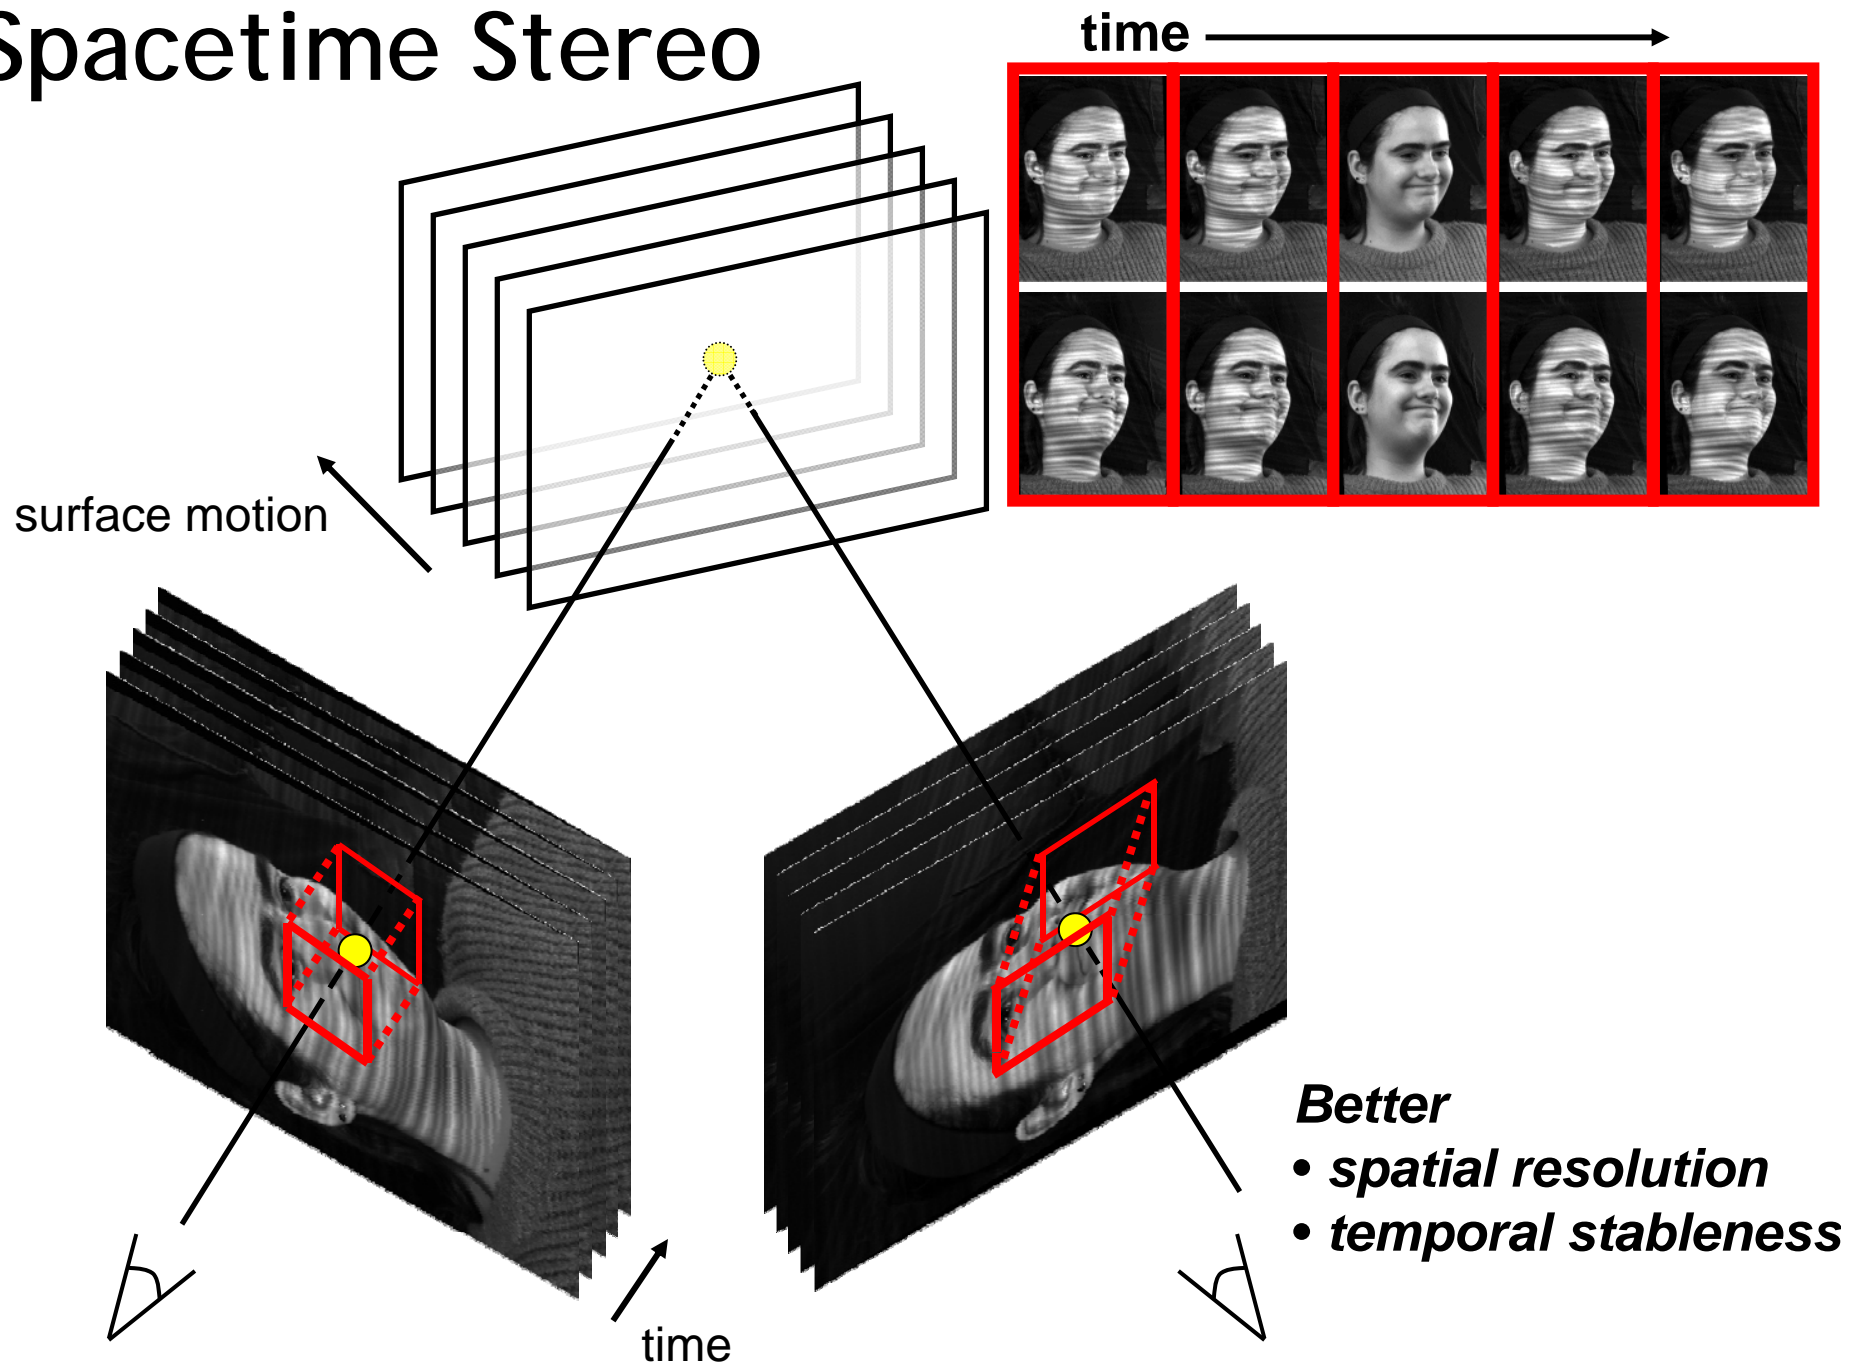 Spacetime Stereo
time
surface motion
Better
• spatial resolution
• temporal stableness
time